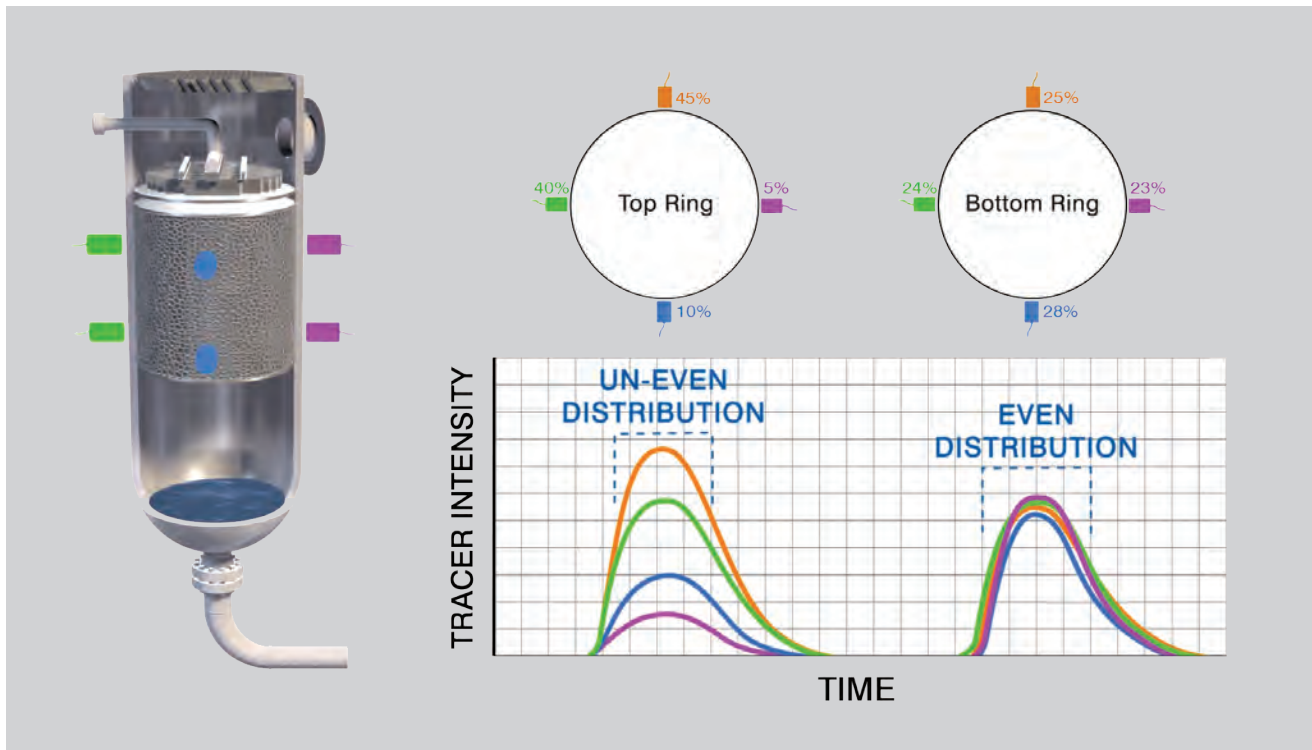 45%
40%
Top Ring
5%
10%
25%
24%
Bottom Ring
23%
28%
UN-EVEN
DISTRIBUTION
EVEN
DISTRIBUTION
TRACER INTENSITY
TIME